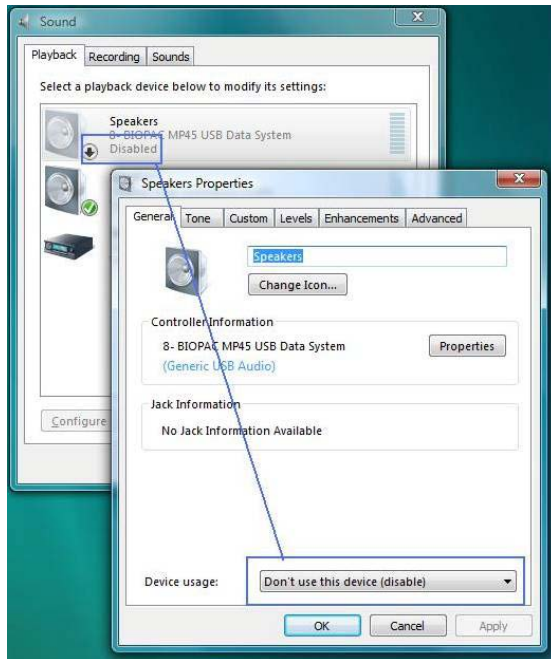 Sound
Playback Recording Sounds
Select a playback device below to modify its settings:
Speakers
8- BIOPAC MP45 USB Data System
Disabled
Speakers Properties
General Tone Custom Levels Enhancements Advanced
Speakers
Change Icon...
Controller Information
8- BIOPAC MP45 USB Data System
Properties
(Generic USB Audio)
Jack Information
No Jack Information Available
Configure
Device usage:
Don't use this device (disable)
OK Cancel Apply